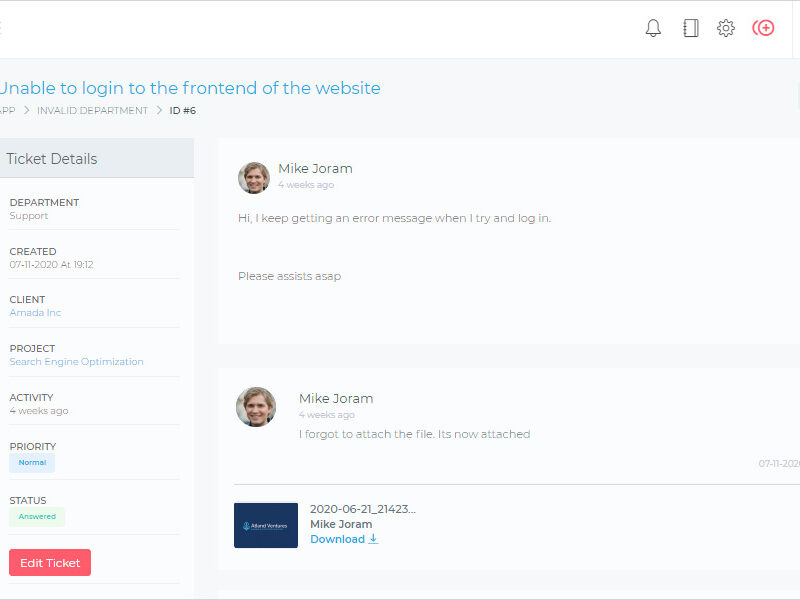 Unable to login to the frontend of the website
APP > INVALID DEPARTMENT > ID #6
Ticket Details
DEPARTMENT
Support
CREATED
07-11-2020 At 19:12
CLIENT
Amada Inc
PROJECT
Search Engine Optimization
ACTIVITY
4 weeks ago
PRIORITY
Normal
STATUS
Answered
Edit Ticket
Mike Joram
4 weeks ago
Hi, I keep getting an error message when I try and log in.
Please assists asap
Mike Joram
4 weeks ago
I forgot to attach the file. Its now attached
07-11-2020
Atland Ventures
2020-06-21_21423...
Mike Joram
Download